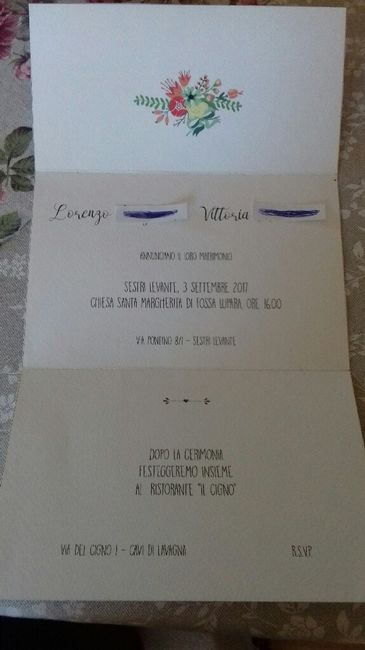 Lorenzo Vittoria
ANNUNCIANO IL LORO MATRIMONIO
SESTRI LEVANTE, 3 SETTEMBRE 2017
CHIESA SANTA MARGHERITA DI FOSSA LUPARA, ORE 16:00
VIA FONTINO 8/1 - SESTRI LEVANTE
DOPO LA CERIMONIA
FESTEGGEREMO INSIEME
AL RISTORANTE "IL CIGNO"
VIA DEL CIGNO 1 - CAVI DI LAVAGNA R.S.V.P.